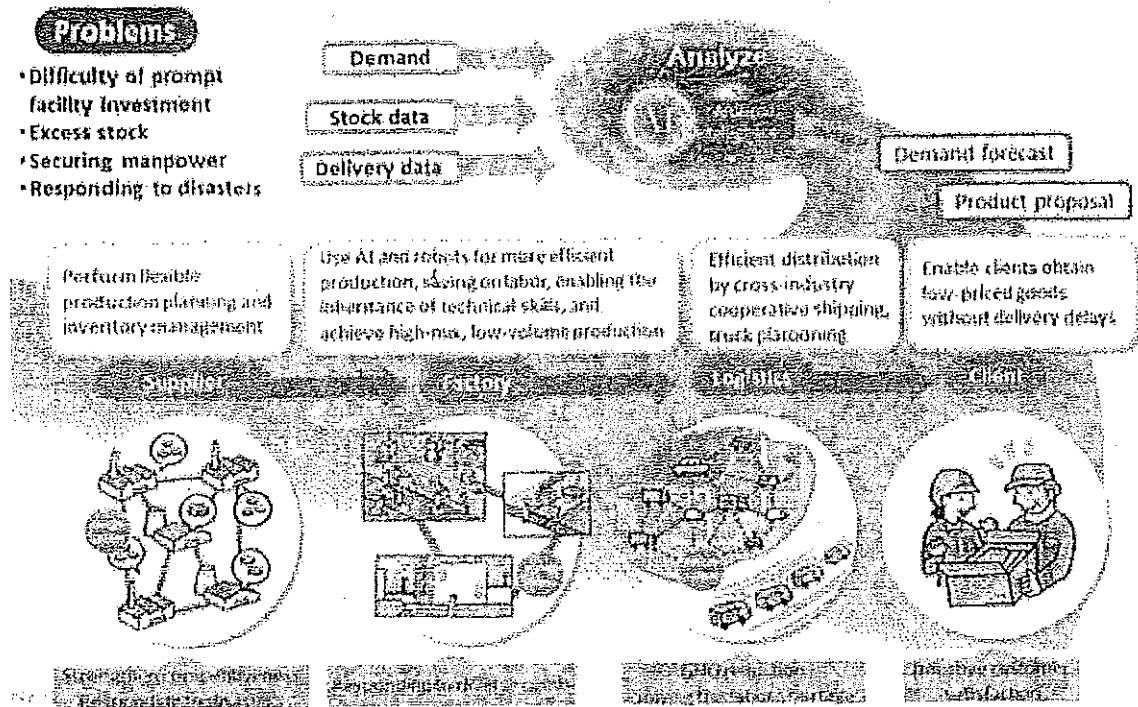 Problems
•Difficulty of prompt
facility Investment
•Excess stock
•Securing manpower
•Responding to disasters
Demand
Stock data
Delivery data
Analyze
AI
Demand forecast
Product proposal
Perform flexible
production planning and
inventory management
Use AI and robots for more efficient
production, saving on labor, enabling the
inheritance of technical skills, and
achieve high-mix, low-volume production
Efficient distribution
by cross-industry
cooperative shipping,
truck platooning
Enable clients obtain
low-priced goods
without delivery delays
Supplier
Factory
Logistics
Client
satisfaction